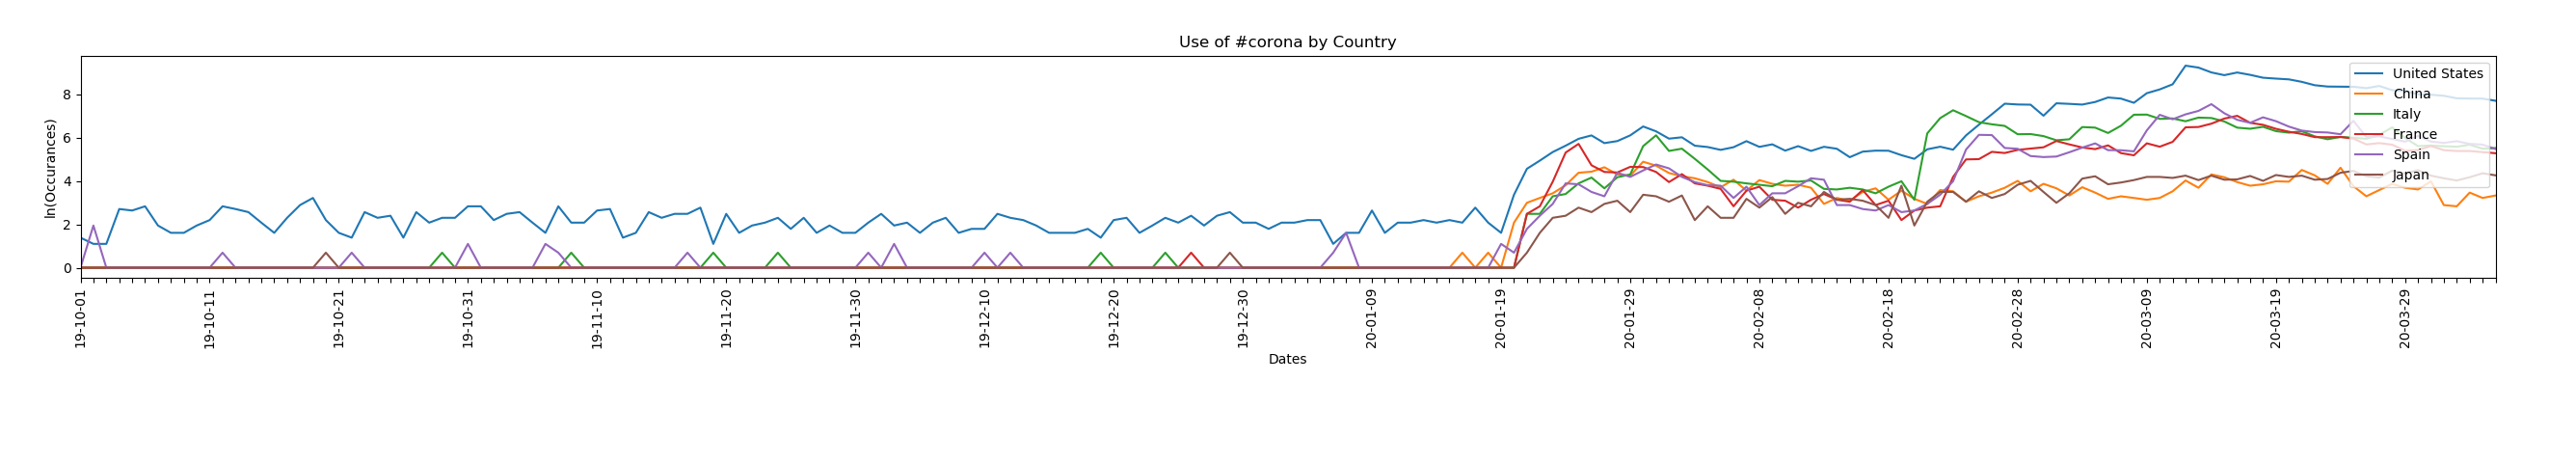 Use of #corona by Country
ln(Occurances)
8
6
4
2
0
United States
China
Italy
France
Spain
Japan
19-10-01
19-10-11
19-10-21
19-10-31
19-11-10
19-11-20
19-11-30
19-12-10
19-12-20
19-12-30
20-01-09
20-01-19
20-01-29
20-02-08
20-02-18
20-02-28
20-03-09
20-03-19
20-03-29
Dates